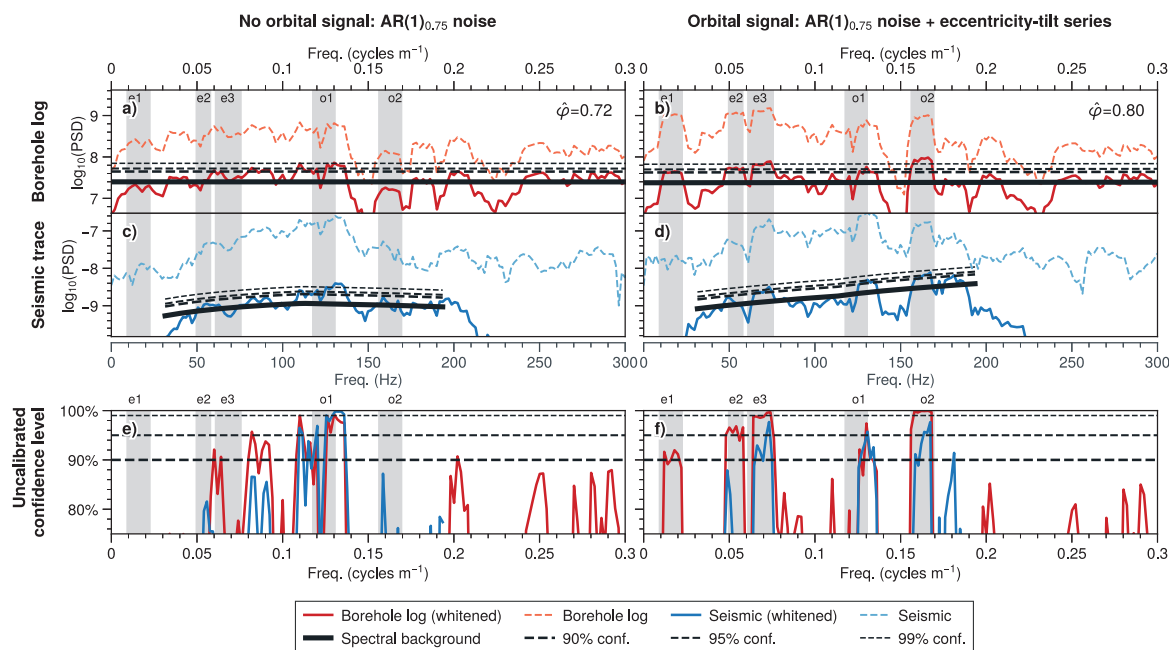 No orbital signal: AR(1)0.75 noise
Orbital signal: AR(1)0.75 noise + eccentricity-tilt series
Freq. (cycles m⁻¹)
Freq. (cycles m⁻¹)
0 0.05 0.1 0.15 0.2 0.25 0.3
0 0.05 0.1 0.15 0.2 0.25 0.3
Borehole log
log₁₀(PSD)
9
8
7
a) e1 e2 e3 o1 o2 φ̂=0.72
b) e1 e2 e3 o1 o2 φ̂=0.80
Seismic trace
log₁₀(PSD)
−7
−8
−9
c)
d)
0 50 100 150 200 250 300
0 50 100 150 200 250 300
Freq. (Hz)
Freq. (Hz)
Uncalibrated
confidence level
100%
90%
80%
e1 e2 e3 o1 o2
e1 e2 e3 o1 o2
e)
f)
0 0.05 0.1 0.15 0.2 0.25 0.3
0.05 0.1 0.15 0.2 0.25 0.3
Freq. (cycles m⁻¹)
Freq. (cycles m⁻¹)
Borehole log (whitened) Borehole log Seismic (whitened) Seismic
Spectral background 90% conf. 95% conf. 99% conf.